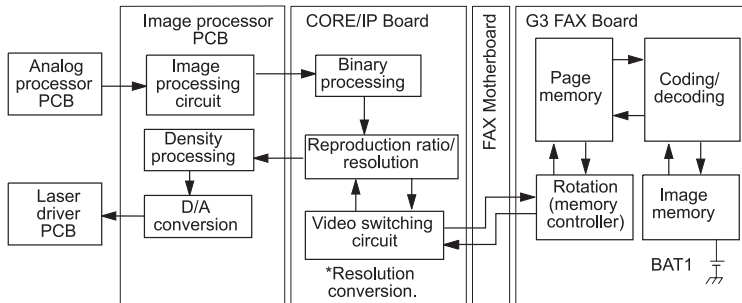 Image processor
PCB
CORE/IP Board
FAX Motherboard
G3 FAX Board
Analog
processor
PCB
Image
processing
circuit
Binary
processing
Page
memory
Coding/
decoding
Density
processing
Reproduction ratio/
resolution
Laser
driver
PCB
D/A
conversion
Video switching
circuit
Rotation
(memory
controller)
Image
memory
*Resolution
conversion.
BAT1